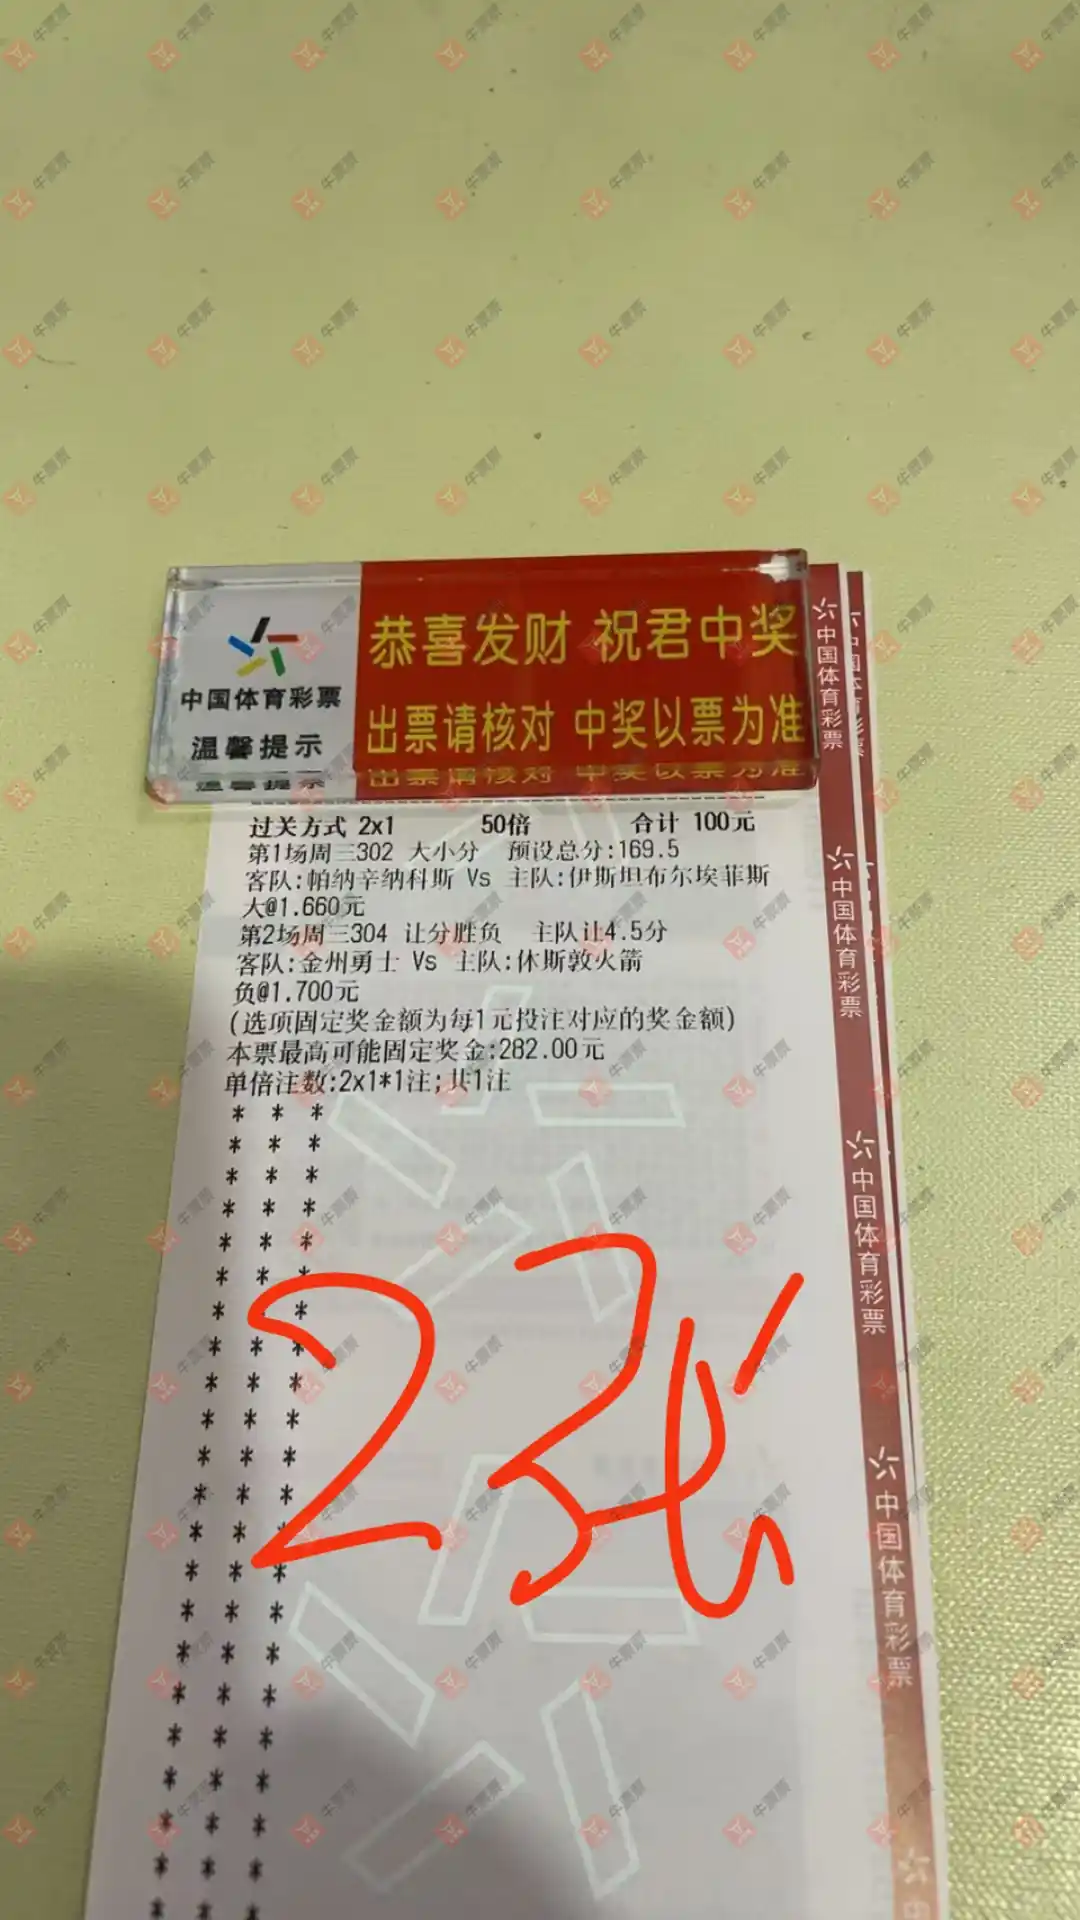 中国体育彩票
温馨提示
恭喜发财 祝君中奖
出票请核对 中奖以票为准
过关方式 2x1 50倍 合计 100元
第1场周三302 大小分 预设总分:169.5
客队:帕纳辛纳科斯 Vs 主队:伊斯坦布尔埃菲斯
大@1.660元
第2场周三304 让分胜负 主队让4.5分
客队:金州勇士 Vs 主队:休斯敦火箭
负@1.700元
(选项固定奖金额为每1元投注对应的奖金额)
本票最高可能固定奖金:282.00元
单倍注数:2x1*1注;共1注
中国体育彩票
中国体育彩票
中国体育彩票
中国体育彩票
牛票票